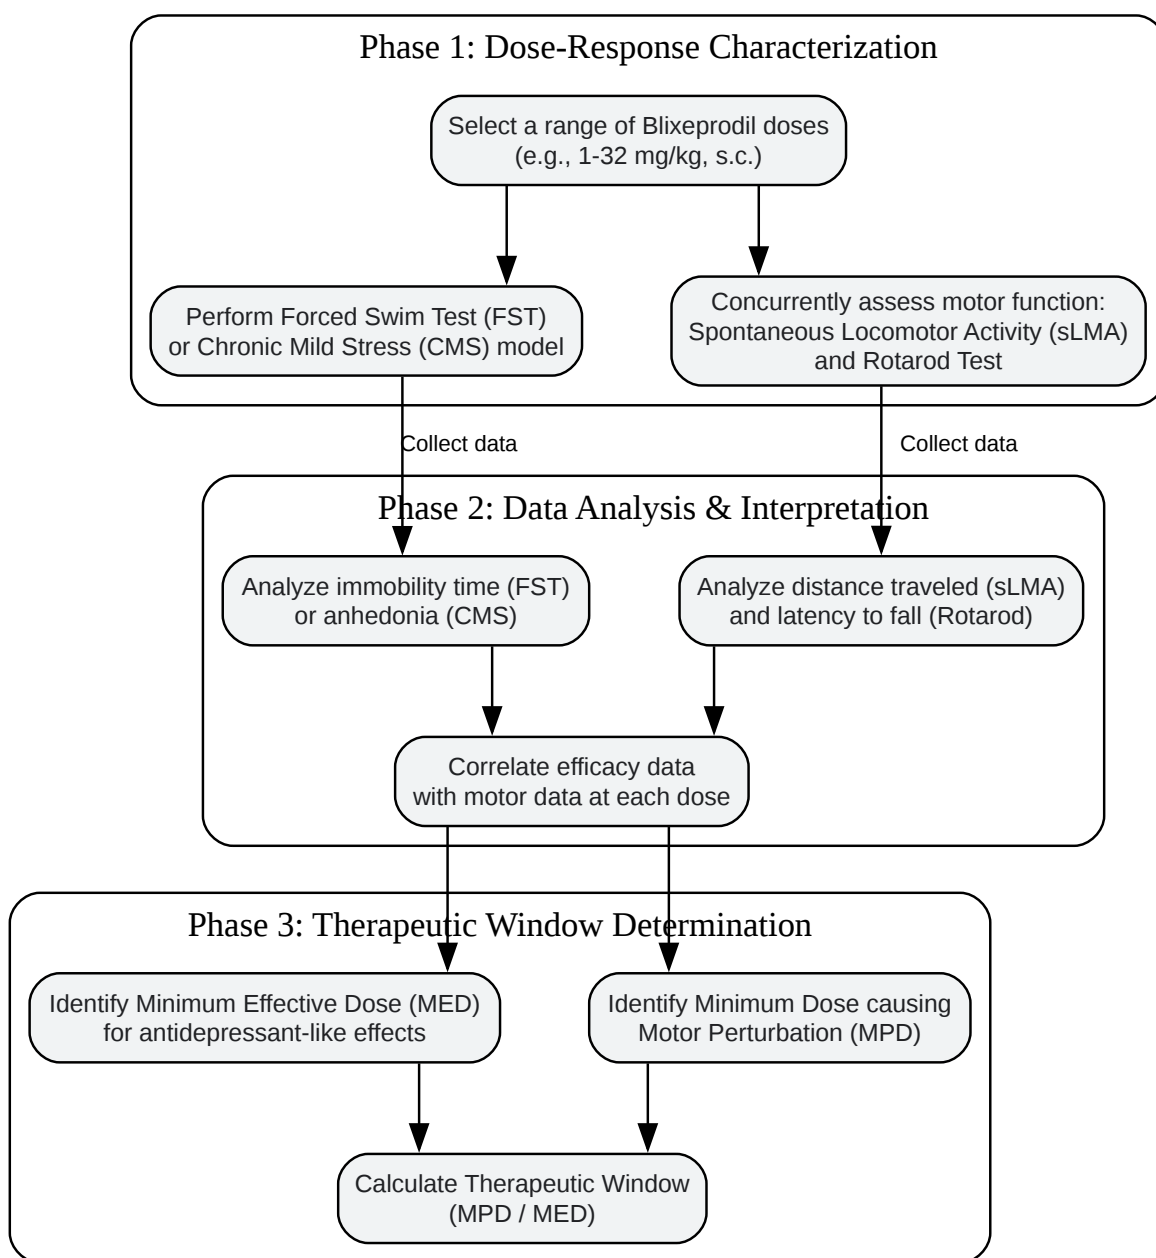 Phase 1: Dose-Response Characterization
Select a range of Blixeprodil doses
(e.g., 1-32 mg/kg, s.c.)
Perform Forced Swim Test (FST)
or Chronic Mild Stress (CMS) model
Concurrently assess motor function:
Spontaneous Locomotor Activity (sLMA)
and Rotarod Test
Collect data
Collect data
Phase 2: Data Analysis & Interpretation
Analyze immobility time (FST)
or anhedonia (CMS)
Analyze distance traveled (sLMA)
and latency to fall (Rotarod)
Correlate efficacy data
with motor data at each dose
Phase 3: Therapeutic Window Determination
Identify Minimum Effective Dose (MED)
for antidepressant-like effects
Identify Minimum Dose causing
Motor Perturbation (MPD)
Calculate Therapeutic Window
(MPD / MED)